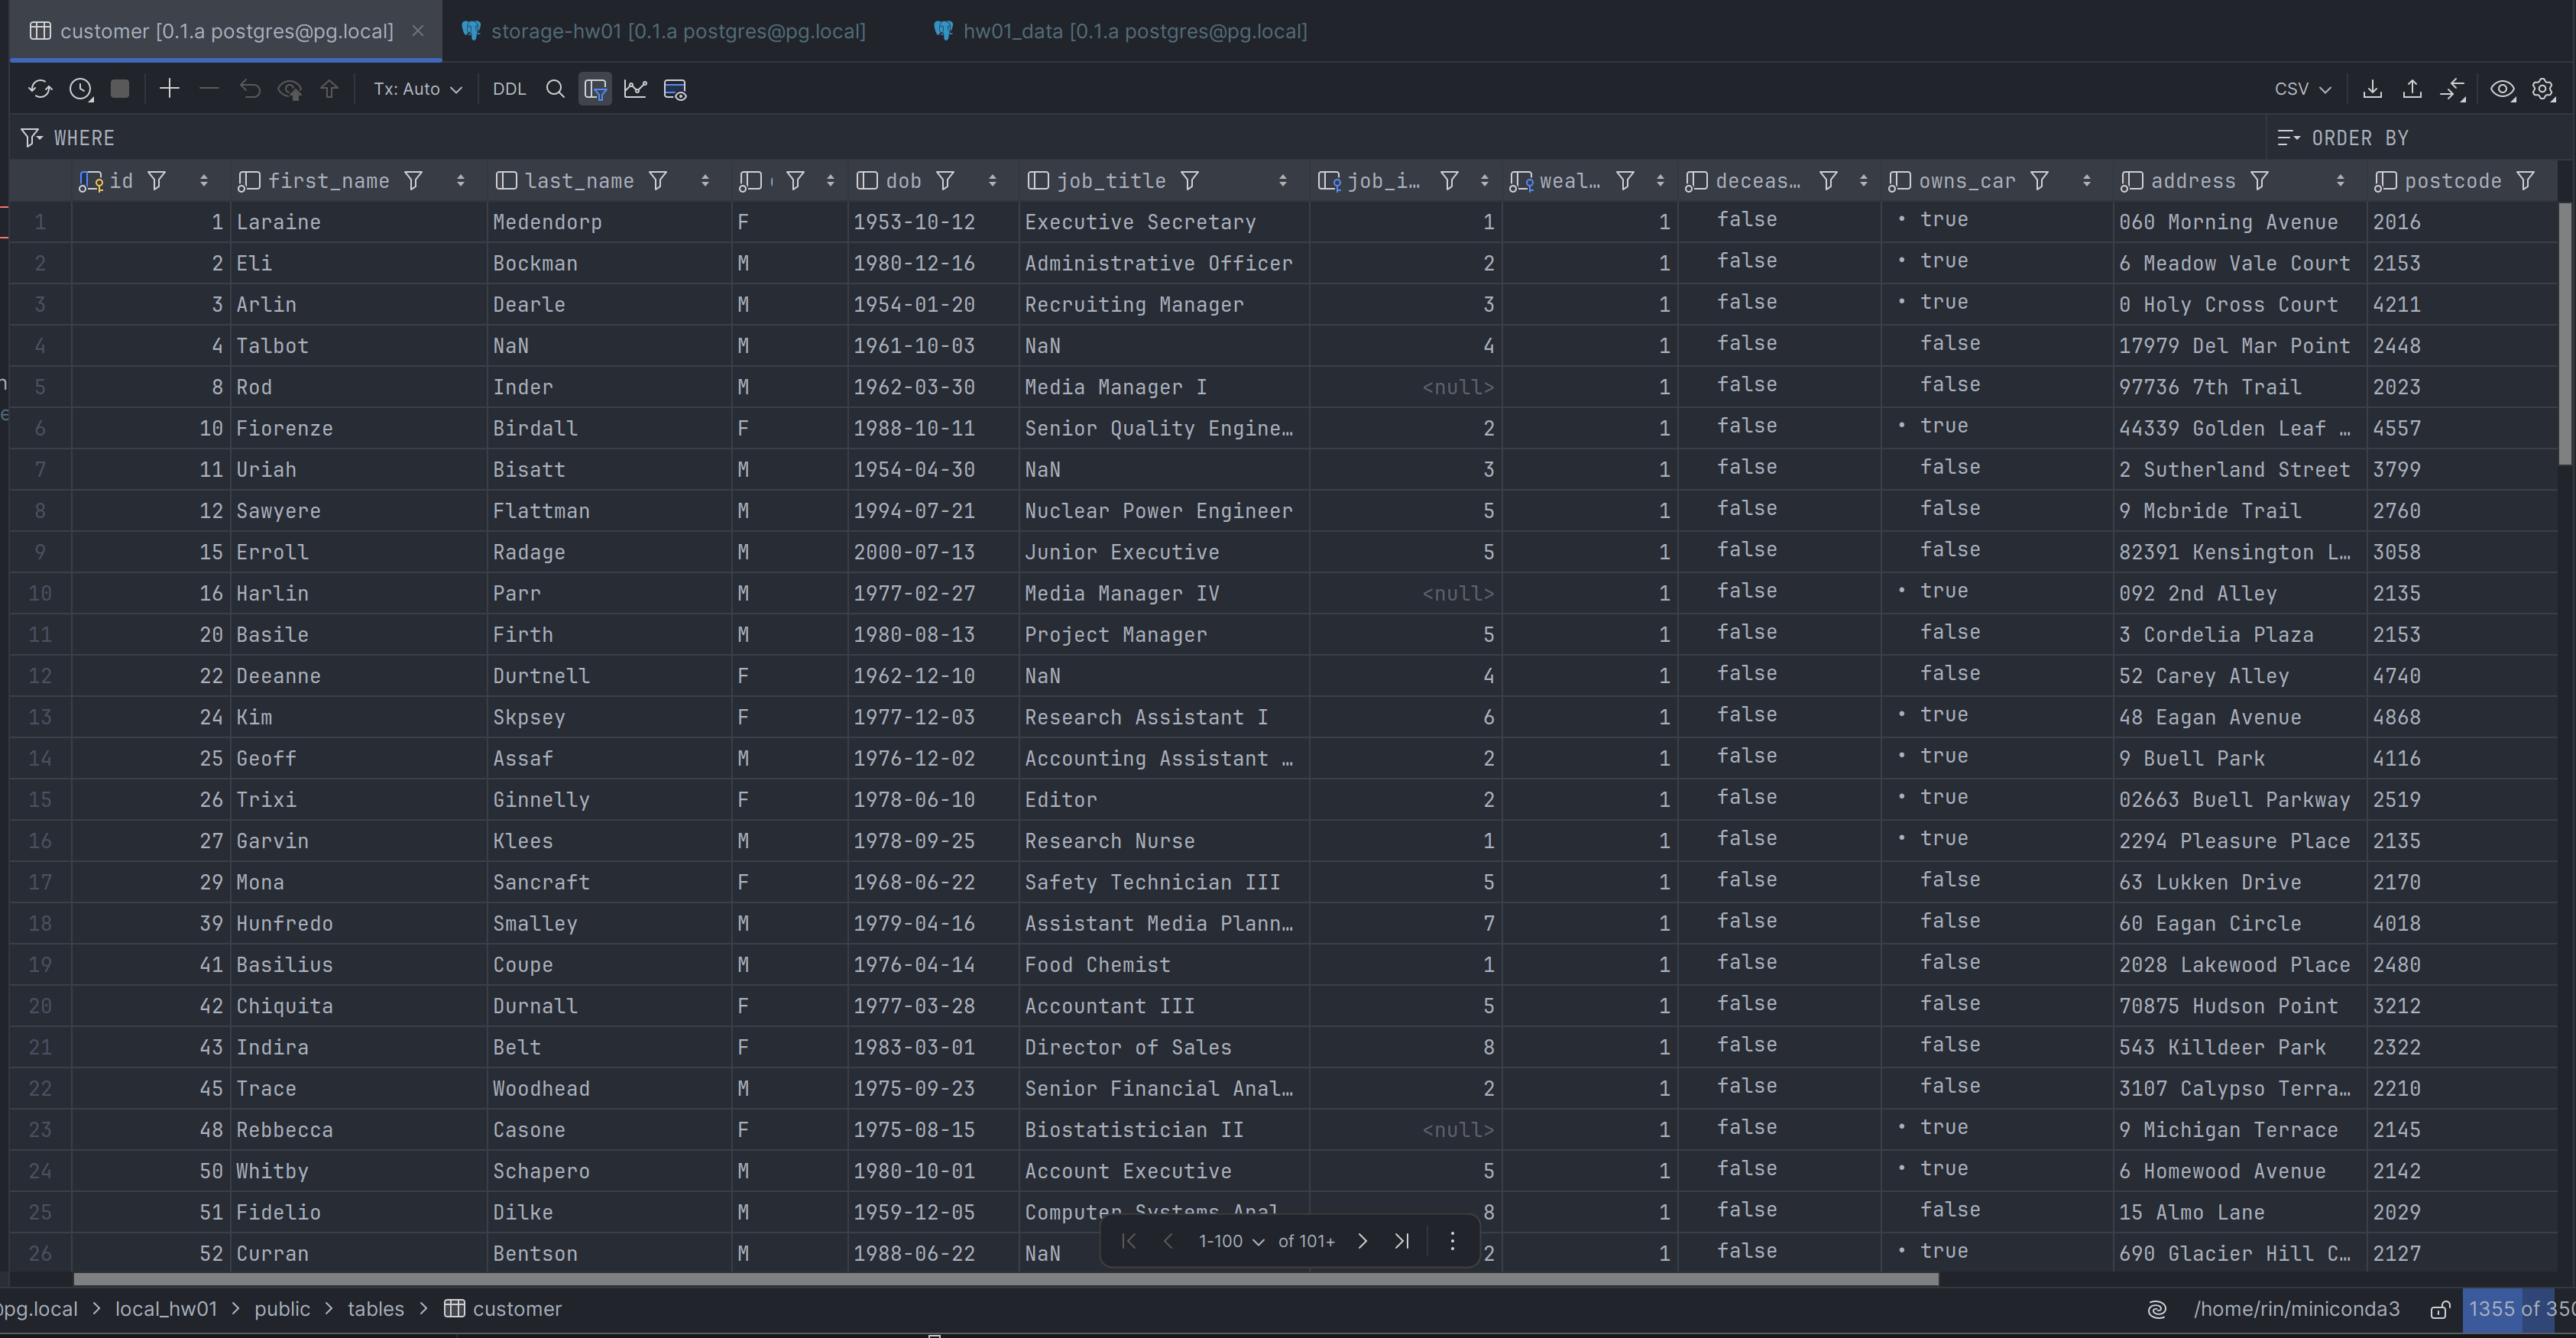 customer [0.1.a postgres@pg.local] storage-hw01 [0.1.a postgres@pg.local] hw01_data [0.1.a postgres@pg.local]
Tx: Auto DDL CSV
WHERE ORDER BY
id first_name last_name dob job_title job_i… weal… deceas… owns_car address postcode
1 1 Laraine Medendorp F 1953-10-12 Executive Secretary 1 1 false true 060 Morning Avenue 2016
2 2 Eli Bockman M 1980-12-16 Administrative Officer 2 1 false true 6 Meadow Vale Court 2153
3 3 Arlin Dearle M 1954-01-20 Recruiting Manager 3 1 false true 0 Holy Cross Court 4211
4 4 Talbot NaN M 1961-10-03 NaN 4 1 false false 17979 Del Mar Point 2448
5 8 Rod Inder M 1962-03-30 Media Manager I <null> 1 false false 97736 7th Trail 2023
6 10 Fiorenze Birdall F 1988-10-11 Senior Quality Engine… 2 1 false true 44339 Golden Leaf … 4557
7 11 Uriah Bisatt M 1954-04-30 NaN 3 1 false false 2 Sutherland Street 3799
8 12 Sawyere Flattman M 1994-07-21 Nuclear Power Engineer 5 1 false false 9 Mcbride Trail 2760
9 15 Erroll Radage M 2000-07-13 Junior Executive 5 1 false false 82391 Kensington L… 3058
10 16 Harlin Parr M 1977-02-27 Media Manager IV <null> 1 false true 092 2nd Alley 2135
11 20 Basile Firth M 1980-08-13 Project Manager 5 1 false false 3 Cordelia Plaza 2153
12 22 Deeanne Durtnell F 1962-12-10 NaN 4 1 false false 52 Carey Alley 4740
13 24 Kim Skpsey F 1977-12-03 Research Assistant I 6 1 false true 48 Eagan Avenue 4868
14 25 Geoff Assaf M 1976-12-02 Accounting Assistant … 2 1 false true 9 Buell Park 4116
15 26 Trixi Ginnelly F 1978-06-10 Editor 2 1 false true 02663 Buell Parkway 2519
16 27 Garvin Klees M 1978-09-25 Research Nurse 1 1 false true 2294 Pleasure Place 2135
17 29 Mona Sancraft F 1968-06-22 Safety Technician III 5 1 false false 63 Lukken Drive 2170
18 39 Hunfredo Smalley M 1979-04-16 Assistant Media Plann… 7 1 false false 60 Eagan Circle 4018
19 41 Basilius Coupe M 1976-04-14 Food Chemist 1 1 false false 2028 Lakewood Place 2480
20 42 Chiquita Durnall F 1977-03-28 Accountant III 5 1 false false 70875 Hudson Point 3212
21 43 Indira Belt F 1983-03-01 Director of Sales 8 1 false false 543 Killdeer Park 2322
22 45 Trace Woodhead M 1975-09-23 Senior Financial Anal… 2 1 false false 3107 Calypso Terra… 2210
23 48 Rebbecca Casone F 1975-08-15 Biostatistician II <null> 1 false true 9 Michigan Terrace 2145
24 50 Whitby Schapero M 1980-10-01 Account Executive 5 1 false true 6 Homewood Avenue 2142
25 51 Fidelio Dilke M 1959-12-05 Computer Systems Anal 8 1 false false 15 Almo Lane 2029
26 52 Curran Bentson M 1988-06-22 NaN 2 1 false true 690 Glacier Hill C… 2127
1-100 of 101+
@pg.local > local_hw01 > public > tables > customer /home/rin/miniconda3 1355 of 350